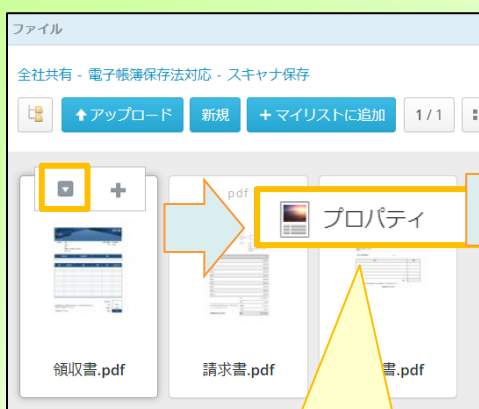 ファイル
全社共有 - 電子帳簿保存法対応 - スキャナ保存
アップロード 新規 + マイリストに追加 1 / 1
pdf
プロパティ
領収書.pdf 請求書.pdf 書.pdf